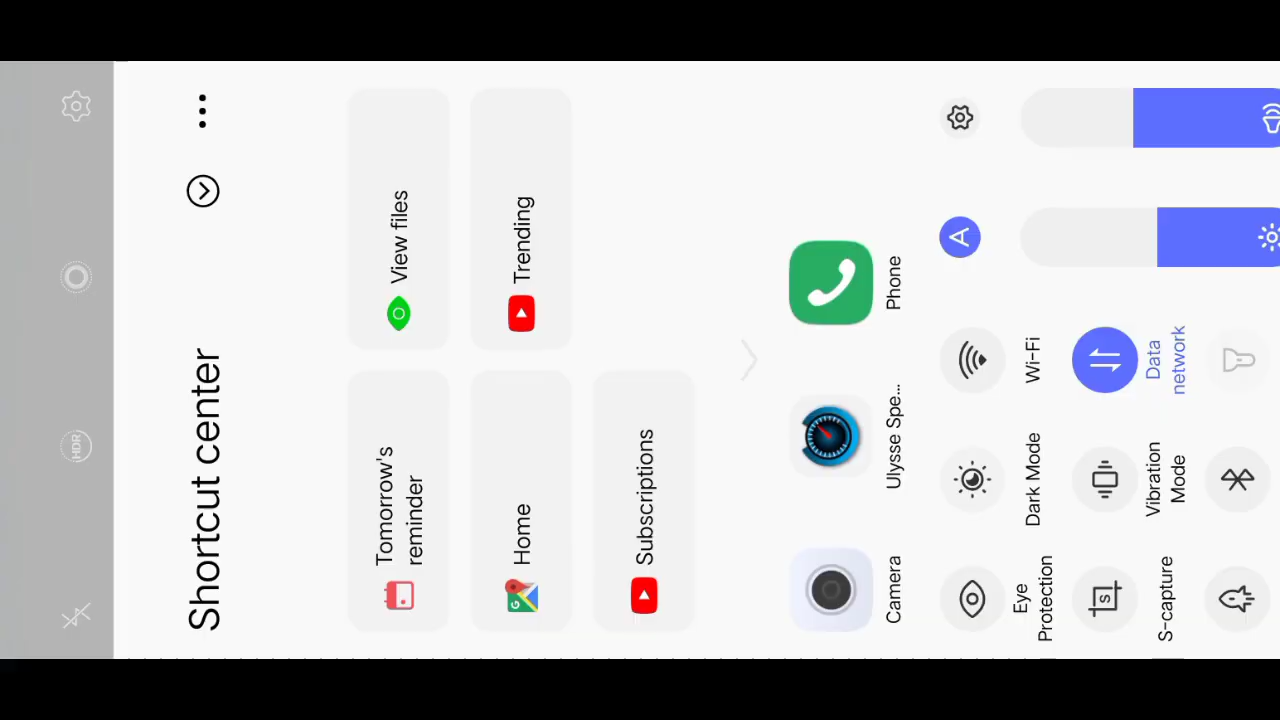 HDR
Shortcut center
Tomorrow's
reminder
View files
Home
Trending
Subscriptions
Camera
Ulysse Spe...
Phone
A
Eye
Protection
Dark Mode
Wi-Fi
S
S-capture
Vibration
Mode
Data
network